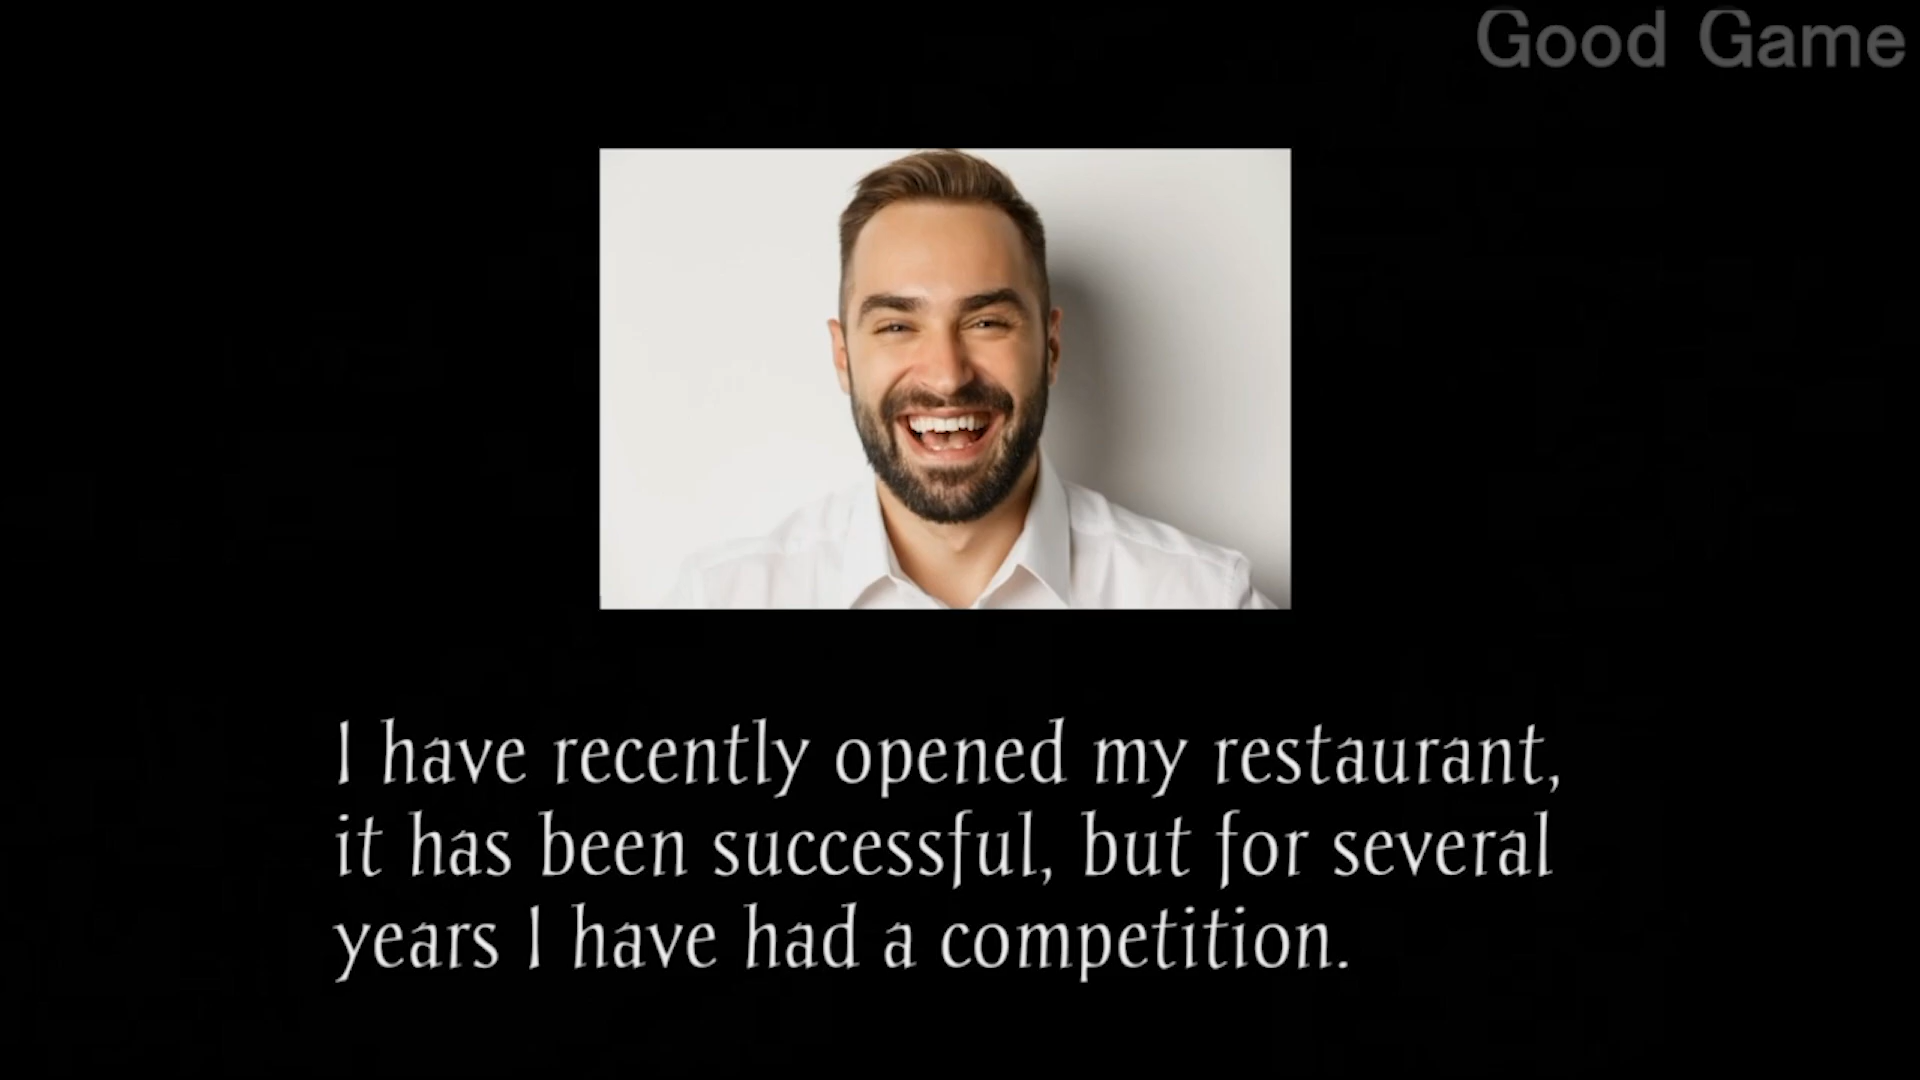 Good Game
I have recently opened my restaurant,
it has been successful, but for several
years I have had a competition.